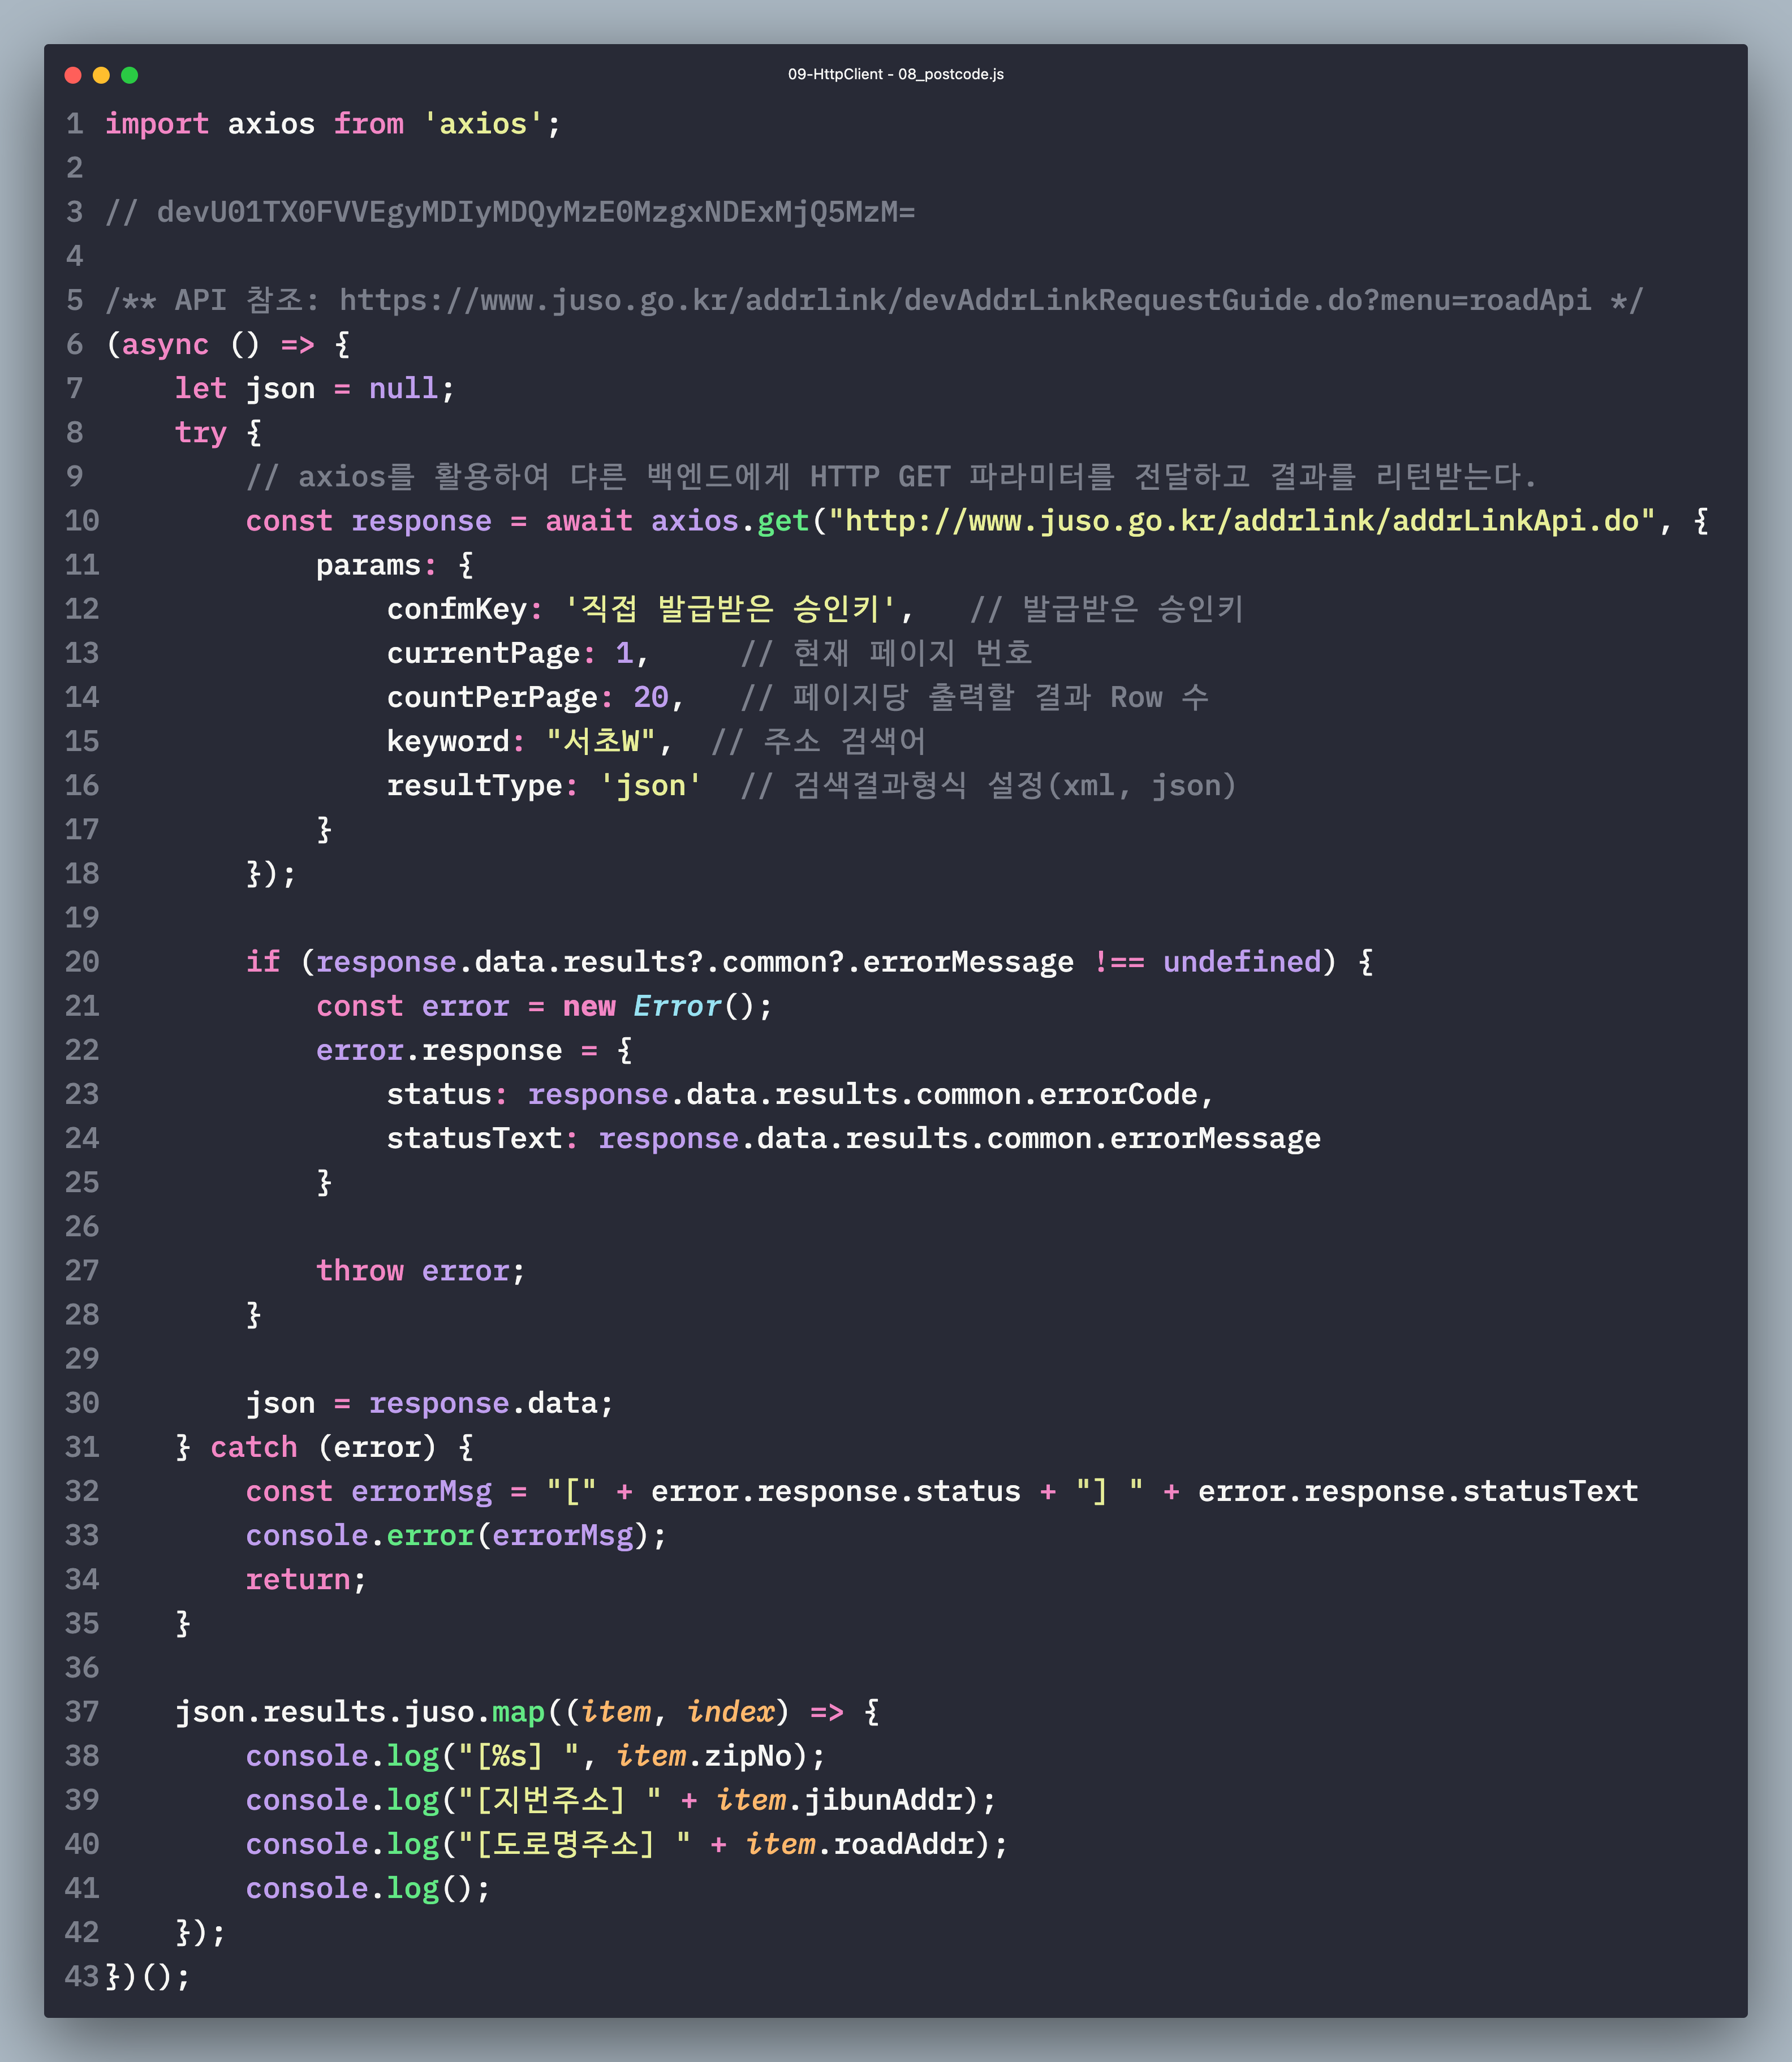 09-HttpClient - 08_postcode.js
1 import axios from 'axios';
2
3 // devU01TX0FVVEgyMDIyMDQyMzE0MzgxNDExMjQ5MzM=
4
5 /** API 참조: https://www.juso.go.kr/addrlink/devAddrLinkRequestGuide.do?menu=roadApi */
6 (async () => {
7     let json = null;
8     try {
9         // axios를 활용하여 댜른 백엔드에게 HTTP GET 파라미터를 전달하고 결과를 리턴받는다.
10         const response = await axios.get("http://www.juso.go.kr/addrlink/addrLinkApi.do", {
11             params: {
12                 confmKey: '직접 발급받은 승인키',   // 발급받은 승인키
13                 currentPage: 1,     // 현재 페이지 번호
14                 countPerPage: 20,   // 페이지당 출력할 결과 Row 수
15                 keyword: "서초W",  // 주소 검색어
16                 resultType: 'json'  // 검색결과형식 설정(xml, json)
17             }
18         });
19
20         if (response.data.results?.common?.errorMessage !== undefined) {
21             const error = new Error();
22             error.response = {
23                 status: response.data.results.common.errorCode,
24                 statusText: response.data.results.common.errorMessage
25             }
26
27             throw error;
28         }
29
30         json = response.data;
31     } catch (error) {
32         const errorMsg = "[" + error.response.status + "] " + error.response.statusText
33         console.error(errorMsg);
34         return;
35     }
36
37     json.results.juso.map((item, index) => {
38         console.log("[%s] ", item.zipNo);
39         console.log("[지번주소] " + item.jibunAddr);
40         console.log("[도로명주소] " + item.roadAddr);
41         console.log();
42     });
43 })();